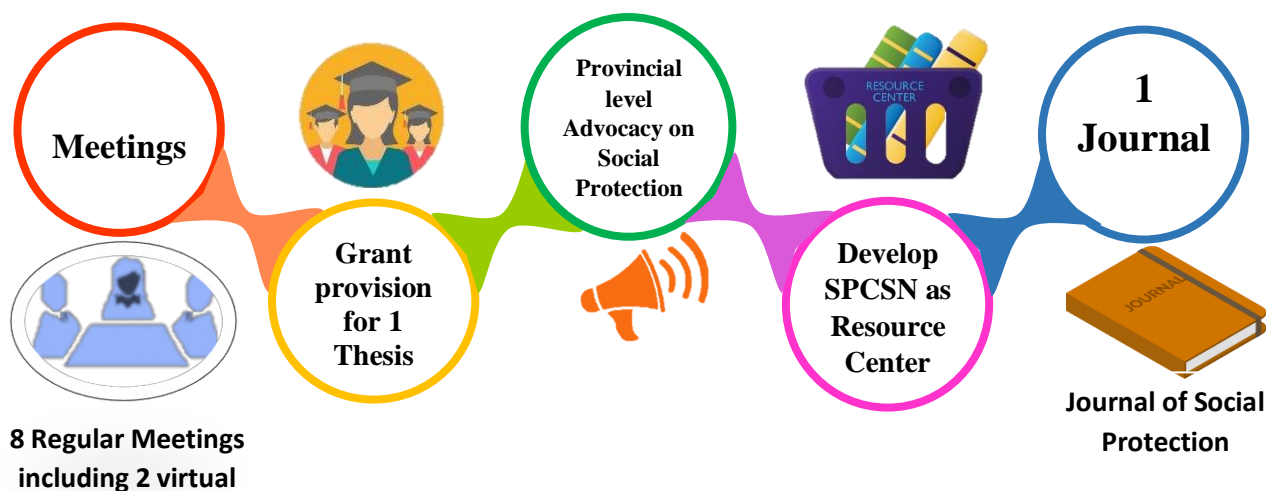 Meetings
8 Regular Meetings
including 2 virtual
Grant
provision
for 1
Thesis
Provincial
level
Advocacy on
Social
Protection
RESOURCE
CENTER
Develop
SPCSN as
Resource
Center
1
Journal
JOURNAL
Journal of Social
Protection